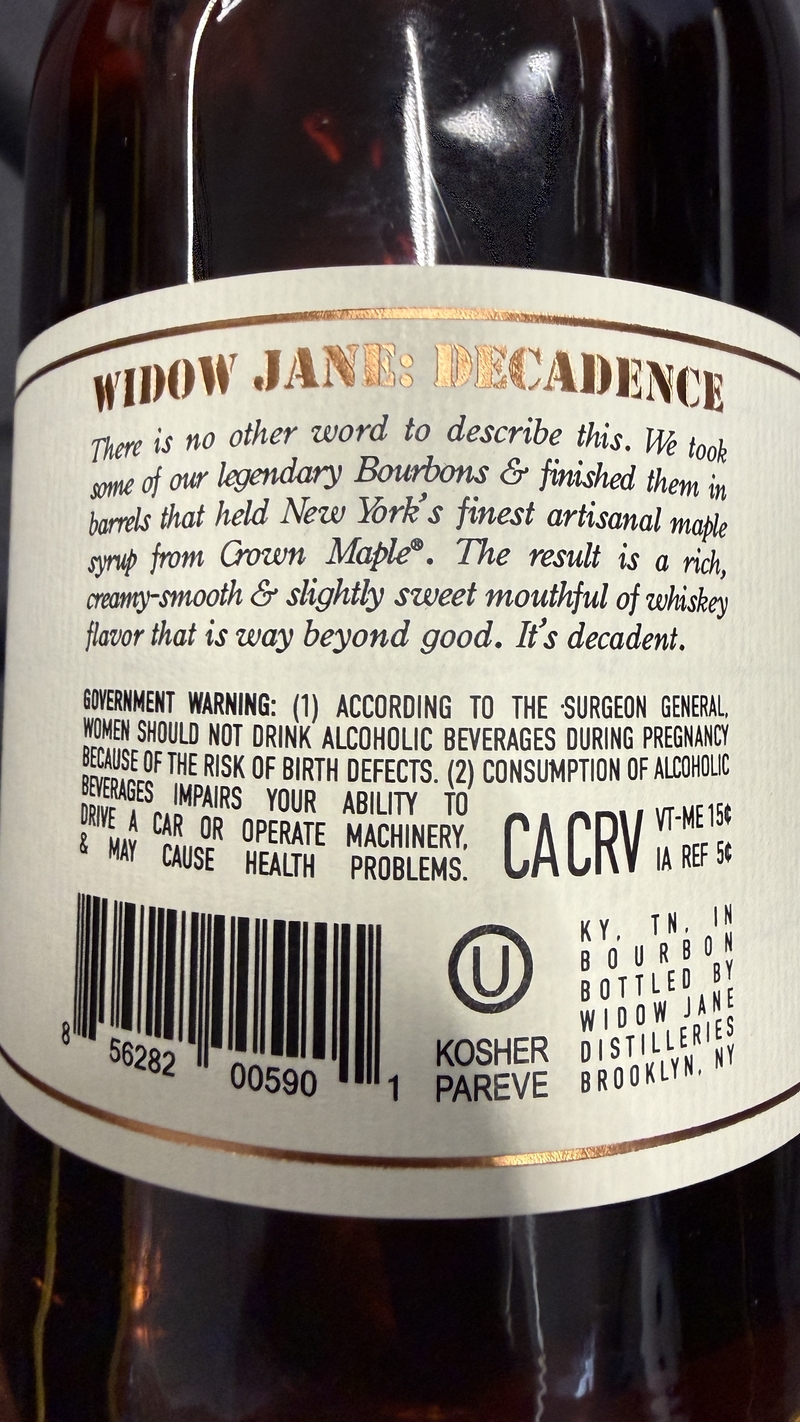 WIDOW JANE: DECADENCE
There is no other word to describe this. We took
some of our legendary Bourbons & finished them in
barrels that held New York's finest artisanal maple
syrup from Crown Maple®. The result is a rich,
creamy-smooth & slightly sweet mouthful of whiskey
flavor that is way beyond good. It's decadent.
GOVERNMENT WARNING: (1) ACCORDING TO THE SURGEON GENERAL,
WOMEN SHOULD NOT DRINK ALCOHOLIC BEVERAGES DURING PREGNANCY
BECAUSE OF THE RISK OF BIRTH DEFECTS. (2) CONSUMPTION OF ALCOHOLIC
BEVERAGES IMPAIRS YOUR ABILITY TO
DRIVE A CAR OR OPERATE MACHINERY,
& MAY CAUSE HEALTH PROBLEMS.
CA CRV
VT-ME 15¢
IA REF 5¢
8 56282 00590 1
U
KOSHER
PAREVE
KY, TN, IN
BOURBON
BOTTLED BY
WIDOW JANE
DISTILLERIES
BROOKLYN, NY